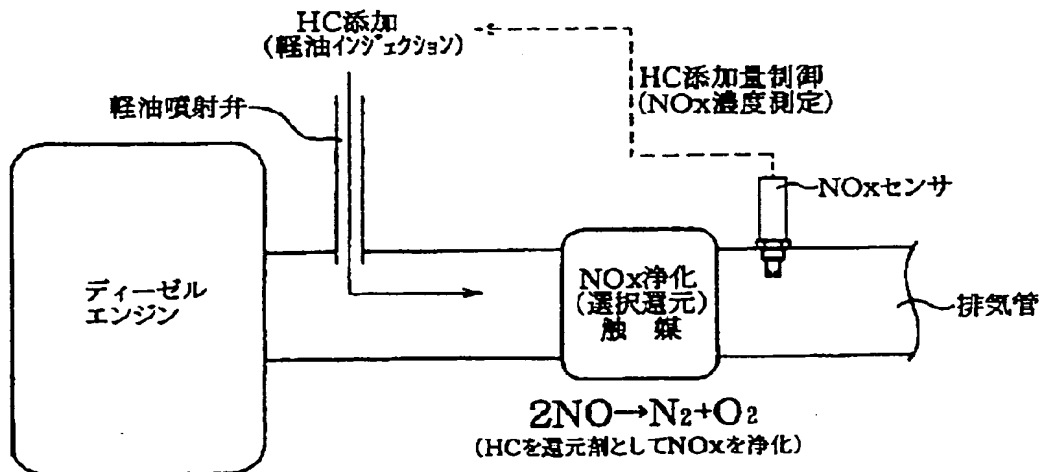 HC添加
(軽油インジェクション)
軽油噴射弁
HC添加量制御
(NOx濃度測定)
NOxセンサ
ディーゼル
エンジン
NOx浄化
(選択還元)
触 媒
排気管
2NO→N₂+O₂
(HCを還元剤としてNOxを浄化)